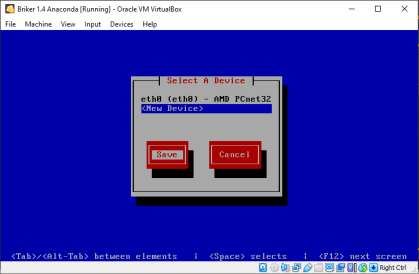 Briker 1.4 Anaconda [Running] - Oracle VM VirtualBox
File Machine View Input Devices Help
Select A Device
eth0 (eth0) - AMD PCnet32
<New Device>
Save Cancel
<Tab>/<Alt-Tab> between elements | <Space> selects | <F12> next screen
Right Ctrl